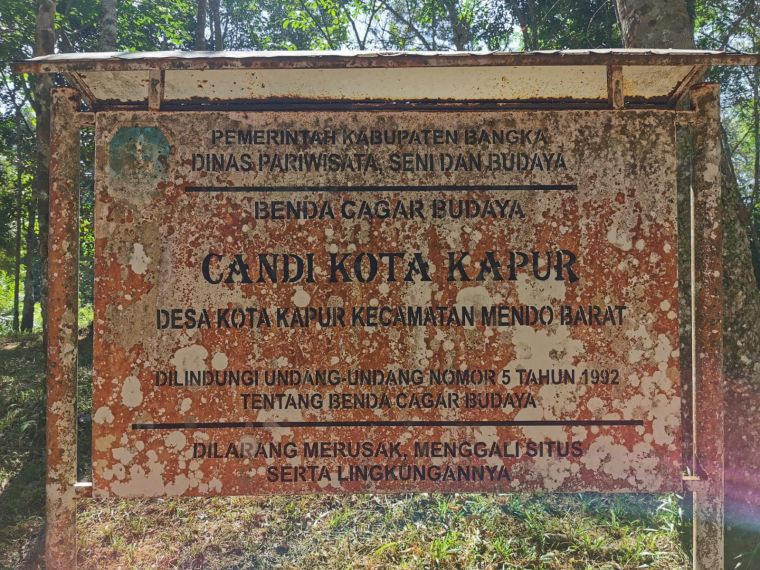 PEMERINTAH KABUPATEN BANGKA
DINAS PARIWISATA, SENI DAN BUDAYA
BENDA CAGAR BUDAYA
CANDI KOTA KAPUR
DESA KOTA KAPUR KECAMATAN MENDO BARAT
DILINDUNGI UNDANG-UNDANG NOMOR 5 TAHUN 1992
TENTANG BENDA CAGAR BUDAYA
DILARANG MERUSAK, MENGGALI SITUS
SERTA LINGKUNGANNYA